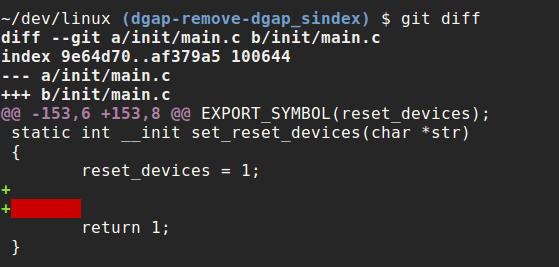 ~/dev/linux (dgap-remove-dgap_sindex) $ git diff
diff --git a/init/main.c b/init/main.c
index 9e64d70..af379a5 100644
--- a/init/main.c
+++ b/init/main.c
@@ -153,6 +153,8 @@ EXPORT_SYMBOL(reset_devices);
 static int __init set_reset_devices(char *str)
 {
        reset_devices = 1;
+
+
        return 1;
 }